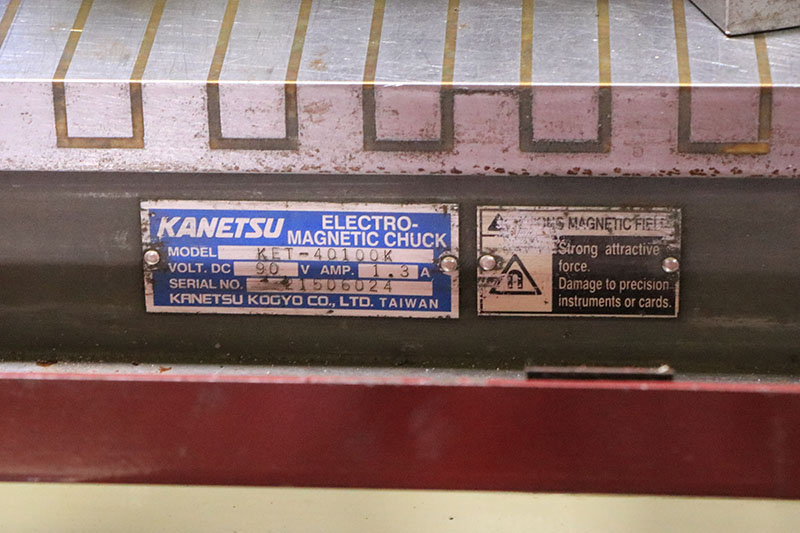 KANETSU ELECTRO-
MAGNETIC CHUCK
MODEL KET-40100K
VOLT. DC 90 V AMP. 1.3 A
SERIAL NO. 21506024
KANETSU KOGYO CO., LTD. TAIWAN
MAGNETIC FIELD
Strong attractive
force.
Damage to precision
instruments or cards.